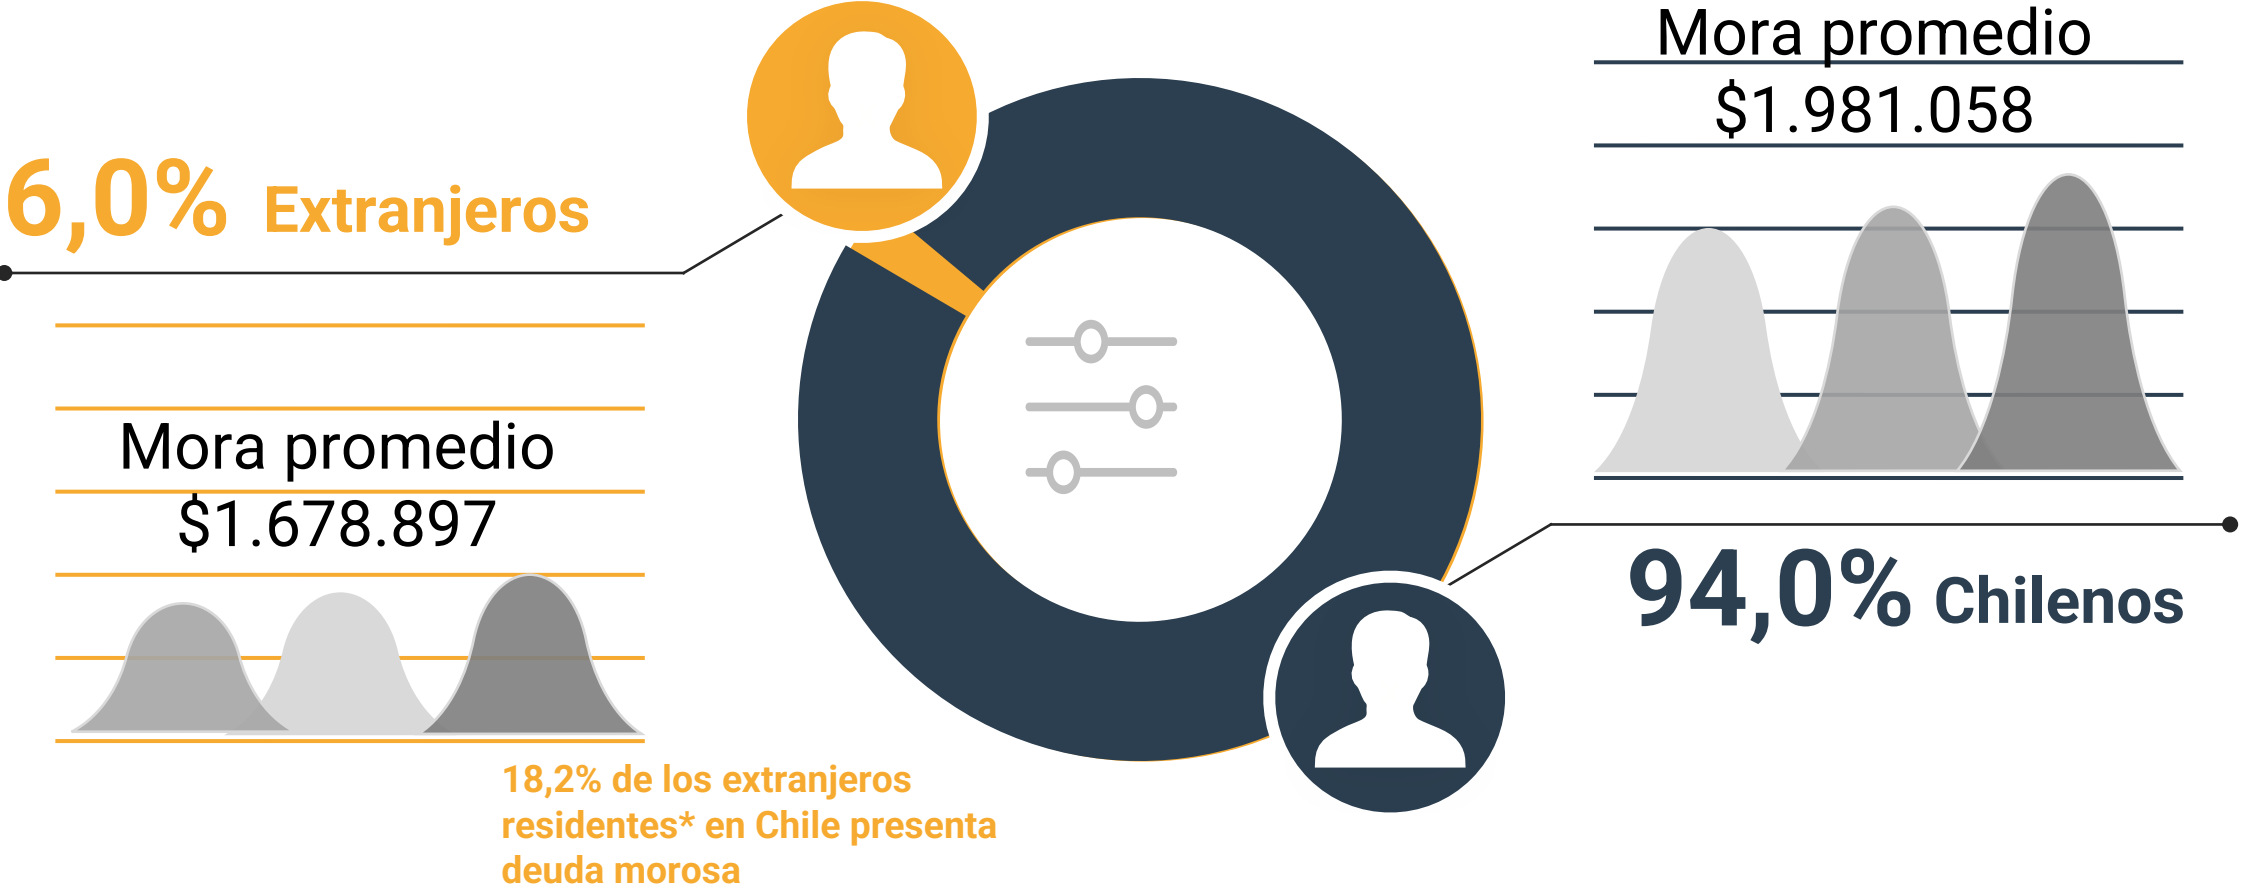 6,0% Extranjeros
Mora promedio
$1.678.897
18,2% de los extranjeros
residentes* en Chile presenta
deuda morosa
Mora promedio
$1.981.058
94,0% Chilenos